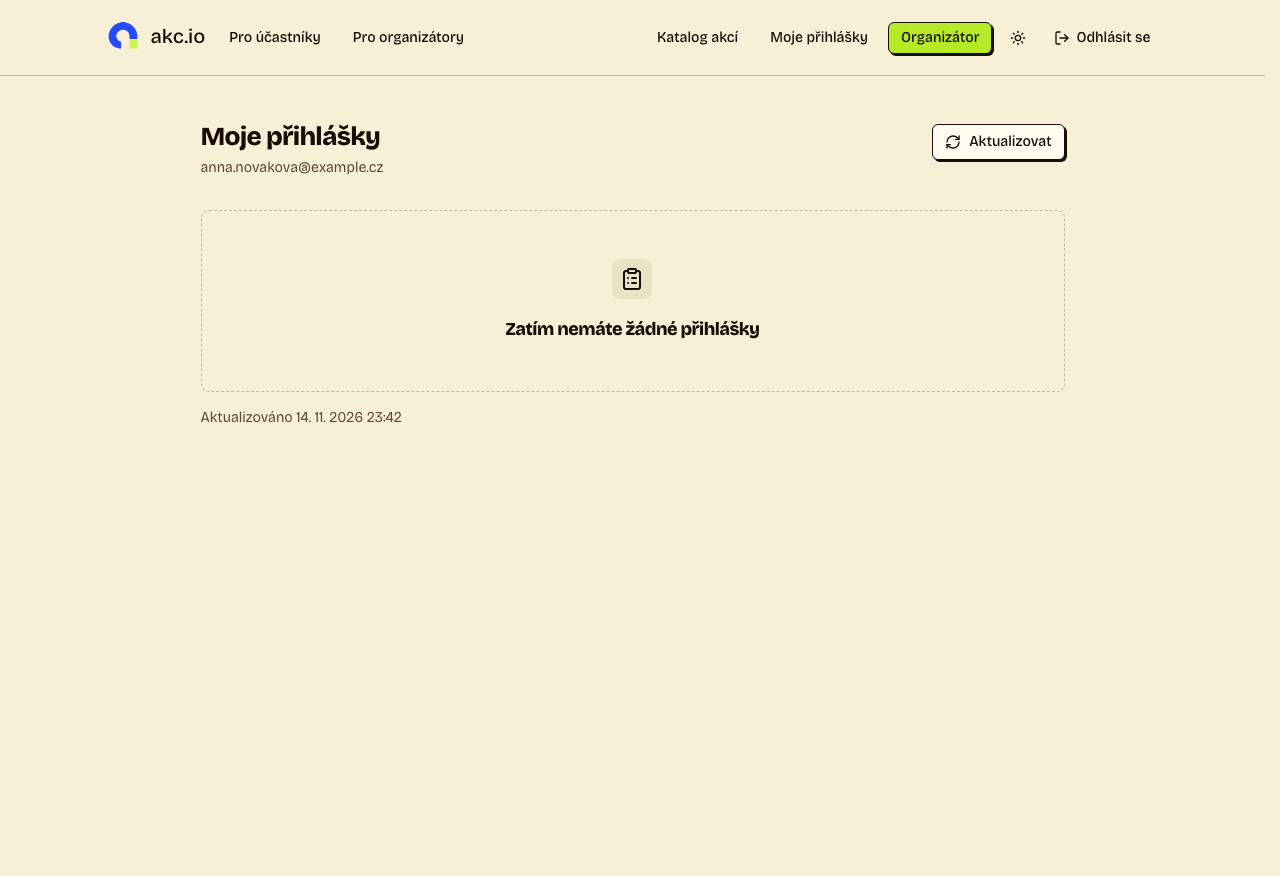 akc.io
Pro účastníky
Pro organizátory
Katalog akcí
Moje přihlášky
Organizátor
Odhlásit se
Moje přihlášky
anna.novakova@example.cz
Aktualizovat
Zatím nemáte žádné přihlášky
Aktualizováno 14. 11. 2026 23:42